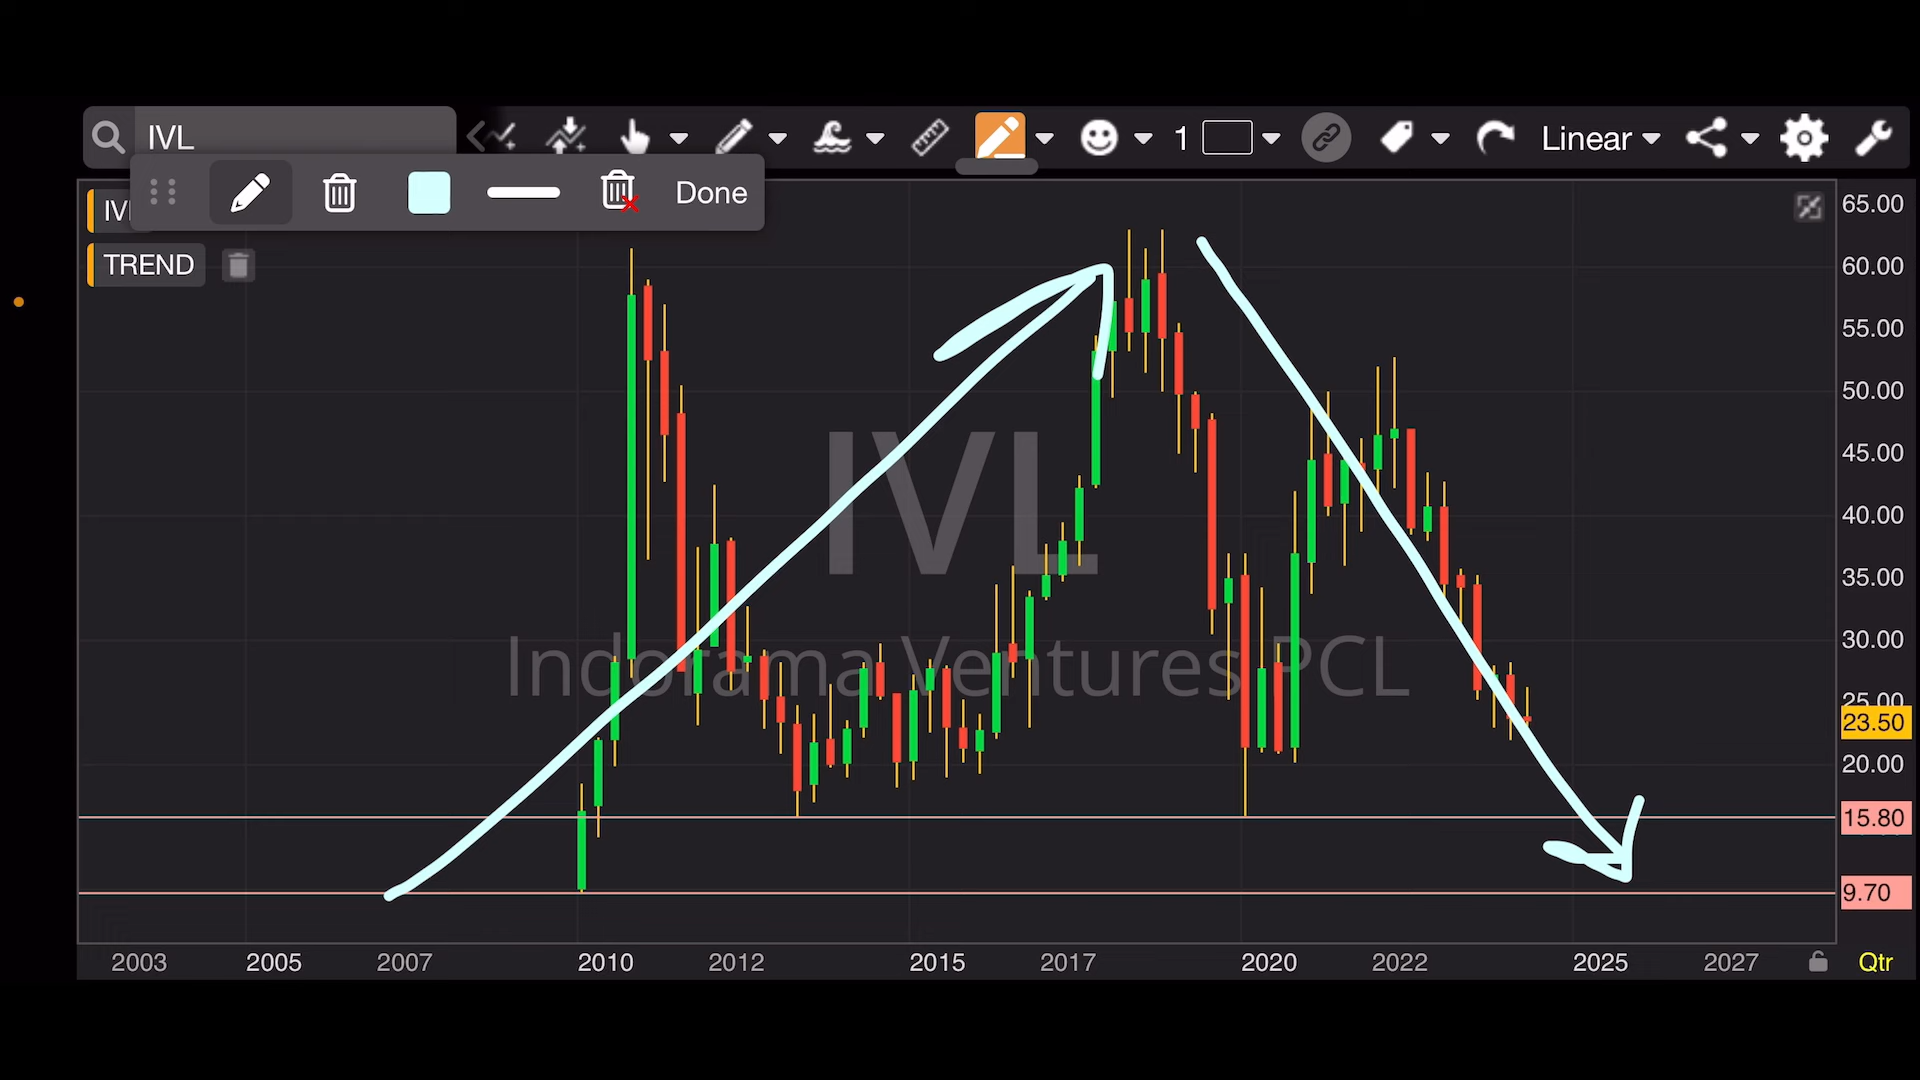 IVL
1
Linear
IV
Done
TREND
65.00
60.00
55.00
50.00
45.00
40.00
35.00
30.00
25.00
23.50
20.00
15.80
9.70
IVL
Indorama Ventures PCL
2003 2005 2007 2010 2012 2015 2017 2020 2022 2025 2027 Qtr